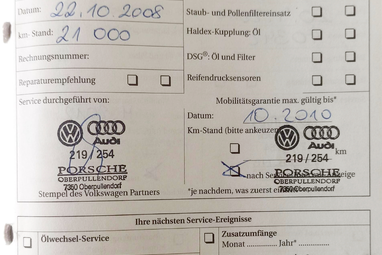 Datum: 22.10.2008
km-Stand: 21 000
Rechnungsnummer:
Reparaturempfehlung
Service durchgeführt von:
Audi
219 / 254
PORSCHE
OBERPULLENDORF
7350 Oberpullendorf
Stempel des Volkswagen Partners
Staub- und Pollenfiltereinsatz
Haldex-Kupplung: Öl
DSG®: Öl und Filter
Reifendrucksensoren
Mobilitätsgarantie max. gültig bis*
Datum: 10.2010
Km-Stand (bitte ankreuzen
km
nach Se
eige
Audi
219 / 254
PORSCHE
OBERPULLENDORF
7350 Oberpullendorf
*je nachdem, was zuerst
Ihre nächsten Service-Ereignisse
Ölwechsel-Service
Zusatzumfänge
Monat ........ Jahr*